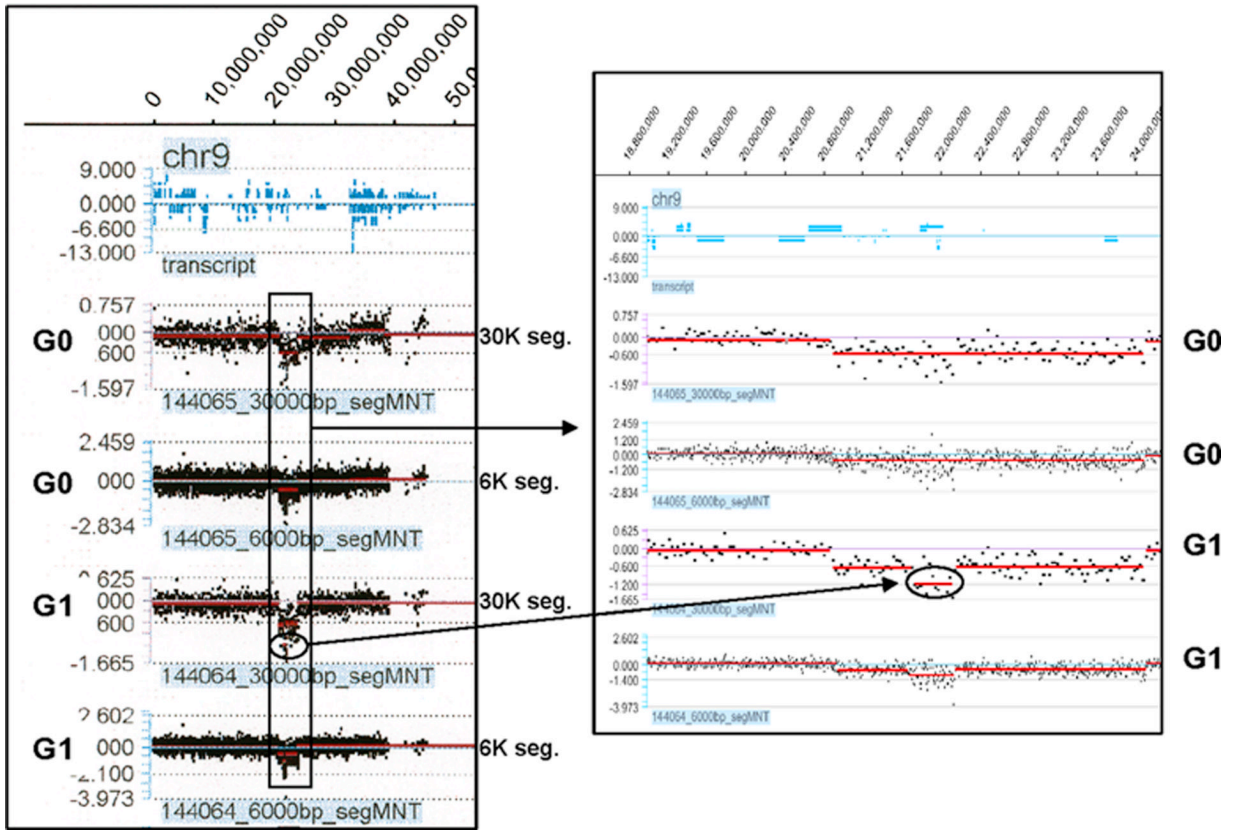 0 10,000,000 20,000,000 30,000,000 40,000,000 50,
chr9
9.000
0.000
-6.600
-13.000
transcript
G0
0.757
000
600
-1.597
30K seg.
144065_30000bp_segMNT
G0
2.459
000
-2.834
6K seg.
144065_6000bp_segMNT
G1
625
000
600
-1.665
30K seg.
144064_30000bp_segMNT
G1
2 602
000
-2.100
-3.973
6K seg.
144064_6000bp_segMNT
18,800,000 19,200,000 19,600,000 20,000,000 20,400,000 20,800,000 21,200,000 21,600,000 22,000,000 22,400,000 22,800,000 23,200,000 23,600,000 24,000,000
chr9
9.000
0.000
-6.600
-13.000
transcript
0.757
0.000
-0.600
-1.597
G0
144065_30000bp_segMNT
2.459
1.200
0.000
-1.200
-2.834
G0
144065_6000bp_segMNT
0.625
0.000
-0.600
-1.200
-1.665
G1
144064_30000bp_segMNT
2.602
0.000
-1.400
-3.973
G1
144064_6000bp_segMNT